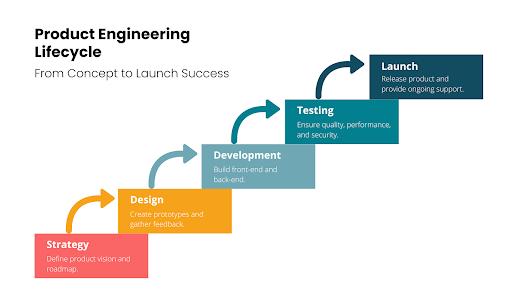 Product Engineering
Lifecycle
From Concept to Launch Success
Launch
Release product and
provide ongoing support.
Testing
Ensure quality, performance,
and security.
Development
Build front-end and
back-end.
Design
Create prototypes and
gather feedback.
Strategy
Define product vision and
roadmap.